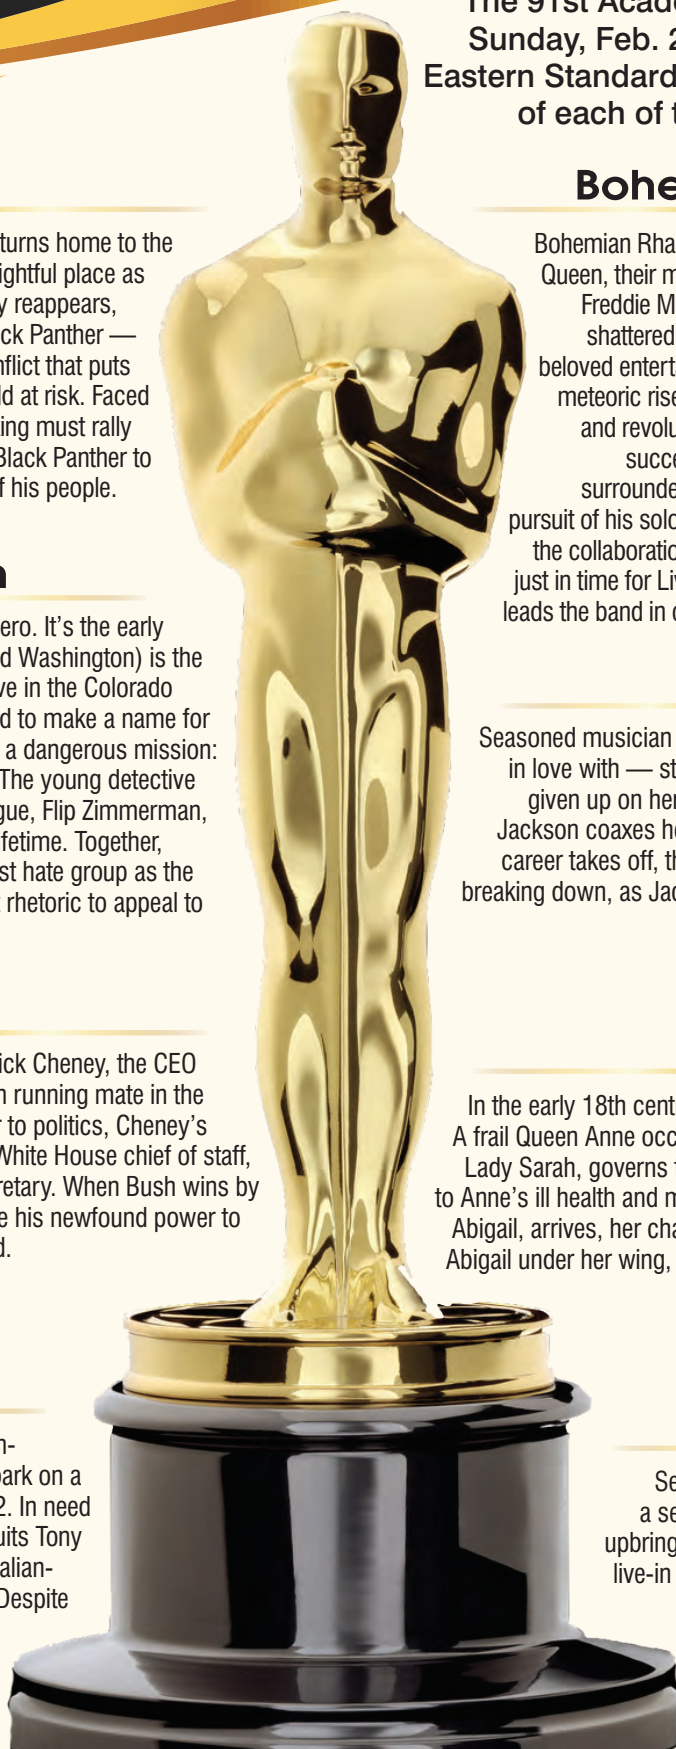 The 91st Acade
Sunday, Feb. 2
Eastern Standard
of each of t
turns home to the
ightful place as
y reappears,
ck Panther —
nflict that puts
ld at risk. Faced
ing must rally
Black Panther to
f his people.
n
ero. It's the early
d Washington) is the
ve in the Colorado
d to make a name for
a dangerous mission:
The young detective
gue, Flip Zimmerman,
fetime. Together,
st hate group as the
rhetoric to appeal to
ick Cheney, the CEO
n running mate in the
r to politics, Cheney's
White House chief of staff,
retary. When Bush wins by
e his newfound power to
d.
n-
bark on a
2. In need
uits Tony
alian-
Despite
Bohe
Bohemian Rha
Queen, their m
Freddie M
shattered
beloved enterta
meteoric rise
and revolu
succe
surrounde
pursuit of his solo
the collaboratio
just in time for Liv
leads the band in o
Seasoned musician
in love with — st
given up on her
Jackson coaxes he
career takes off, th
breaking down, as Jac
In the early 18th cent
A frail Queen Anne occ
Lady Sarah, governs t
to Anne's ill health and m
Abigail, arrives, her cha
Abigail under her wing,
Se
a se
upbring
live-in